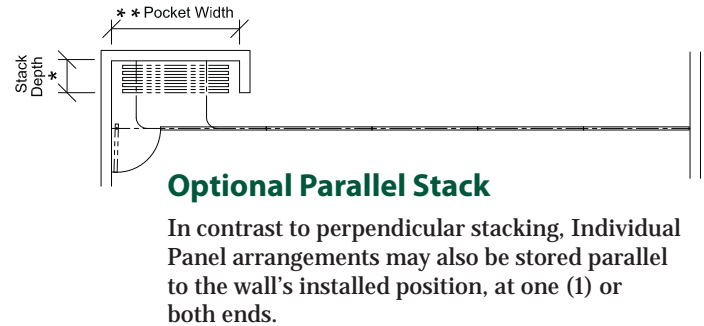 * * Pocket Width
Stack
Depth
*
Optional Parallel Stack
In contrast to perpendicular stacking, Individual
Panel arrangements may also be stored parallel
to the wall's installed position, at one (1) or
both ends.